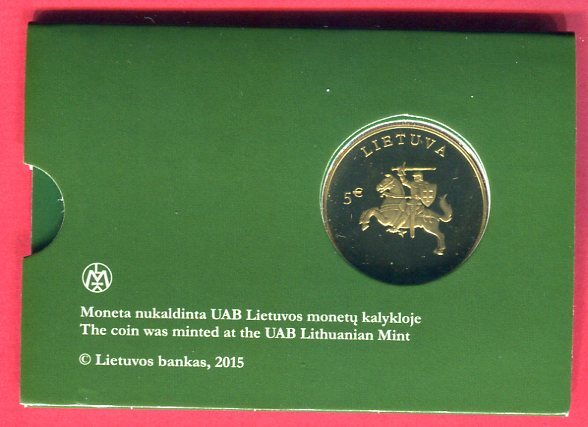 LIETUVA
5€
Moneta nukaldinta UAB Lietuvos monetų kalykloje
The coin was minted at the UAB Lithuanian Mint
© Lietuvos bankas, 2015